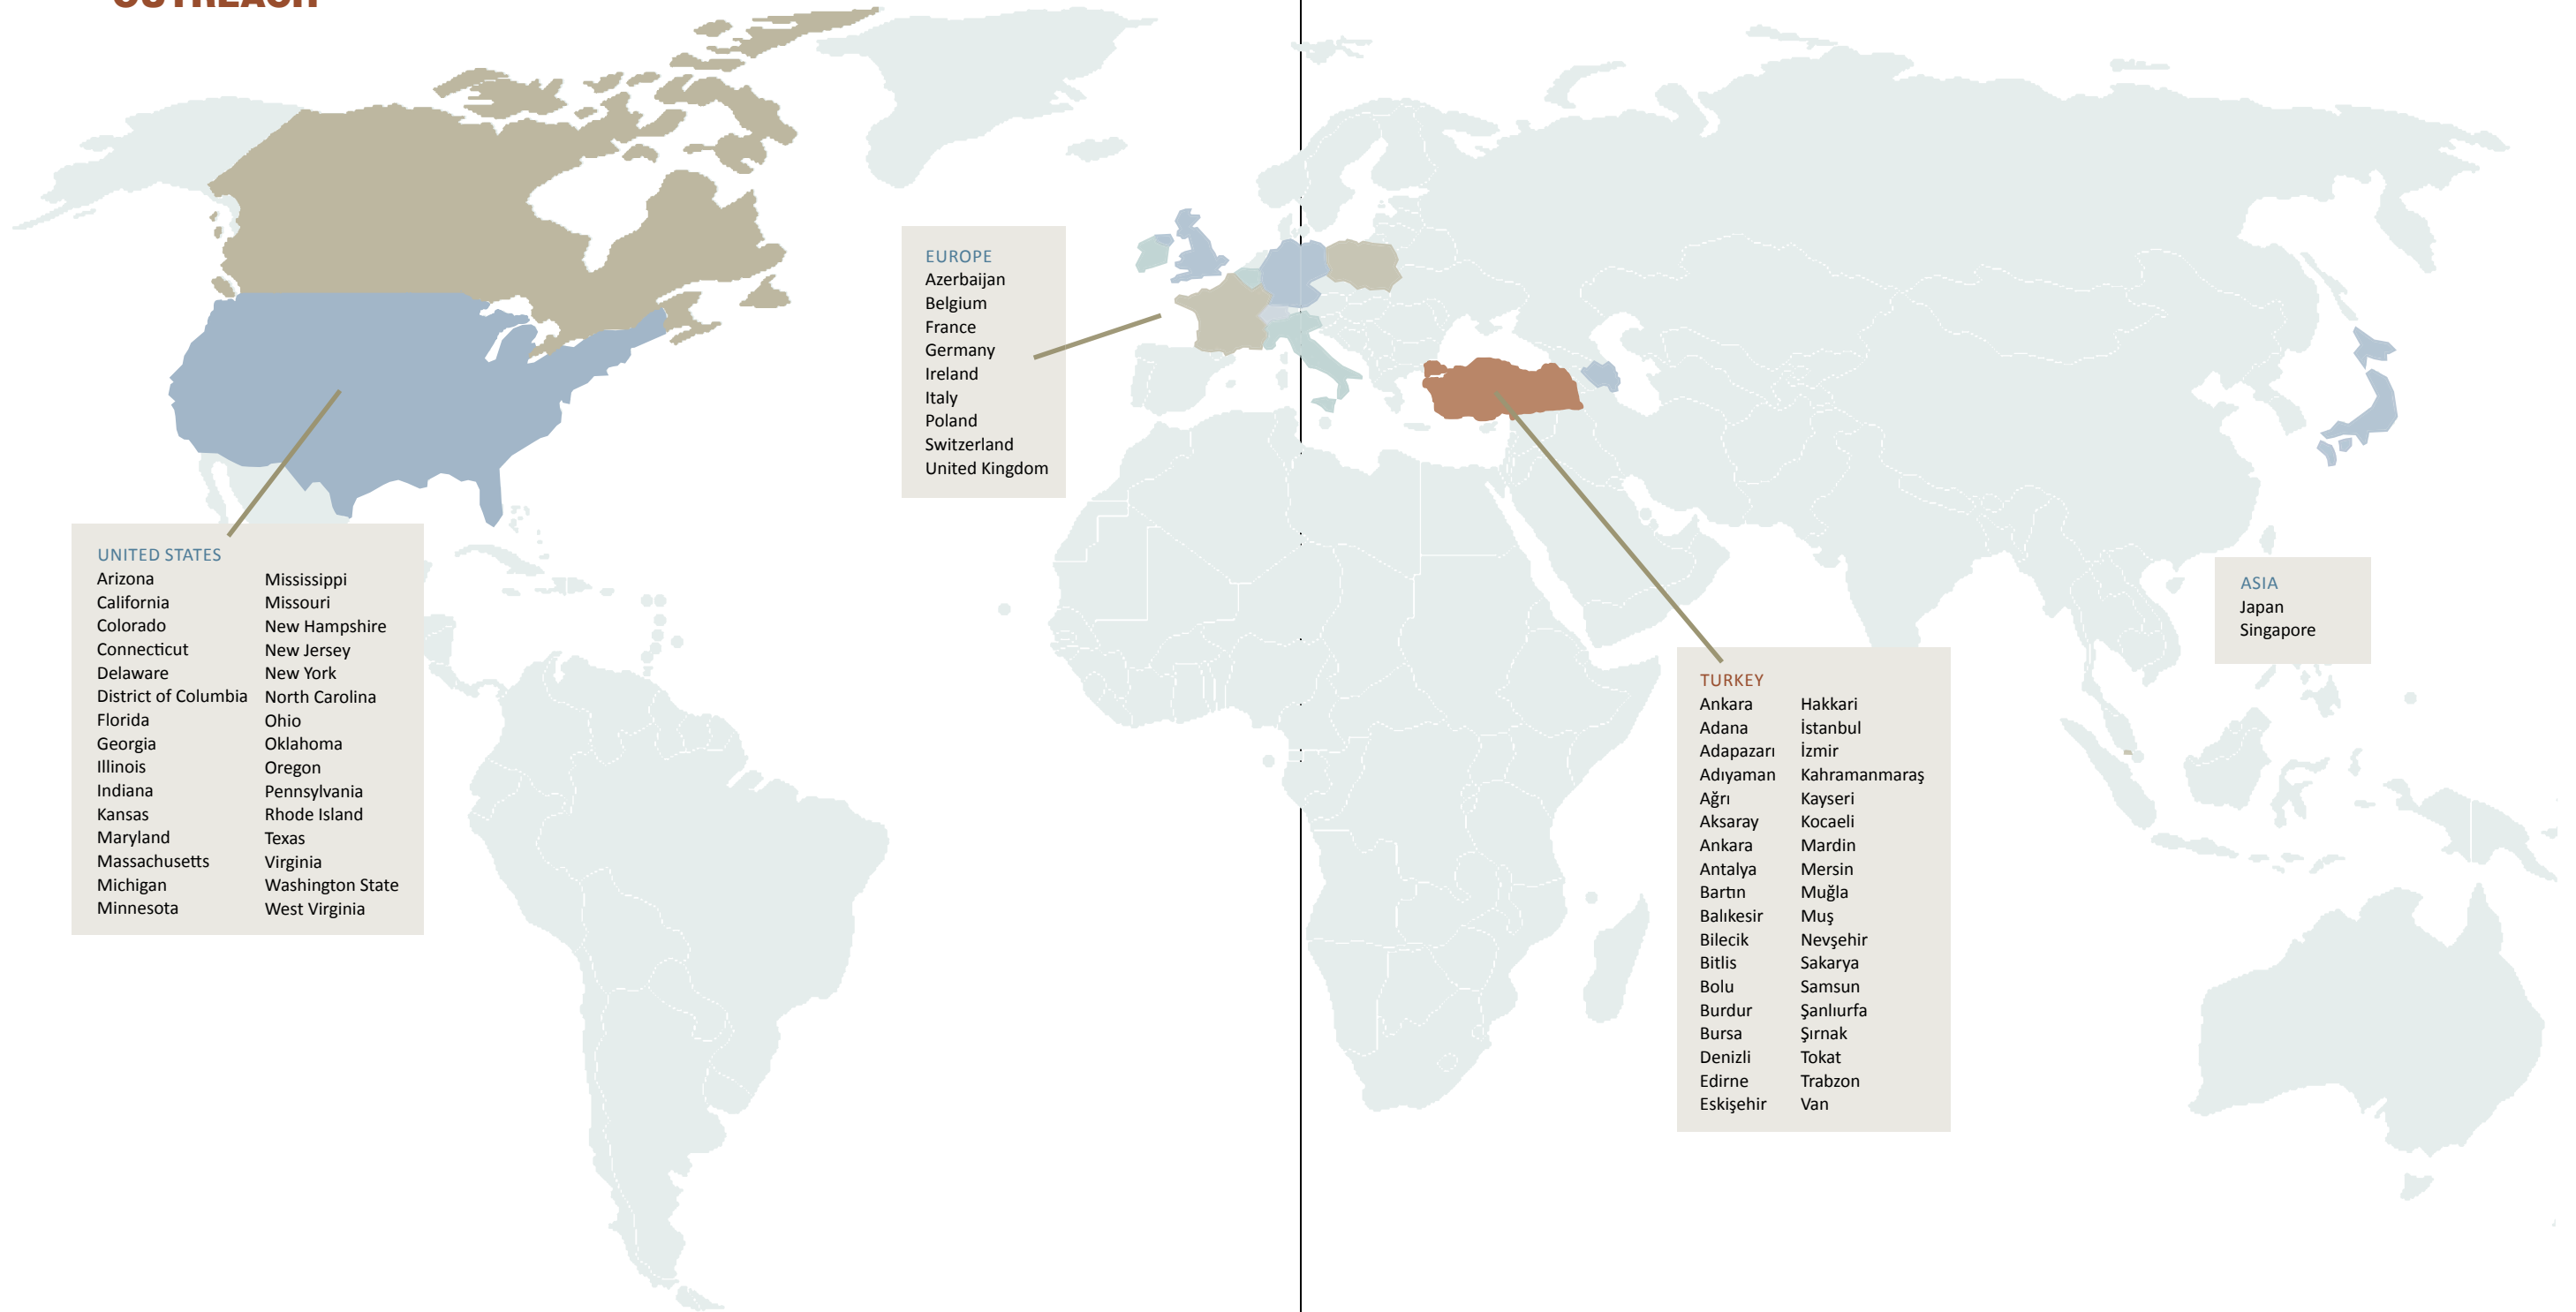 OUTREACH
EUROPE
Azerbaijan
Belgium
France
Germany
Ireland
Italy
Poland
Switzerland
United Kingdom
UNITED STATES
Arizona
California
Colorado
Connecticut
Delaware
District of Columbia
Florida
Georgia
Illinois
Indiana
Kansas
Maryland
Massachusetts
Michigan
Minnesota
Mississippi
Missouri
New Hampshire
New Jersey
New York
North Carolina
Ohio
Oklahoma
Oregon
Pennsylvania
Rhode Island
Texas
Virginia
Washington State
West Virginia
ASIA
Japan
Singapore
TURKEY
Ankara
Adana
Adapazarı
Adıyaman
Ağrı
Aksaray
Ankara
Antalya
Bartın
Balıkesir
Bilecik
Bitlis
Bolu
Burdur
Bursa
Denizli
Edirne
Eskişehir
Hakkari
İstanbul
İzmir
Kahramanmaraş
Kayseri
Kocaeli
Mardin
Mersin
Muğla
Muş
Nevşehir
Sakarya
Samsun
Şanlıurfa
Şırnak
Tokat
Trabzon
Van